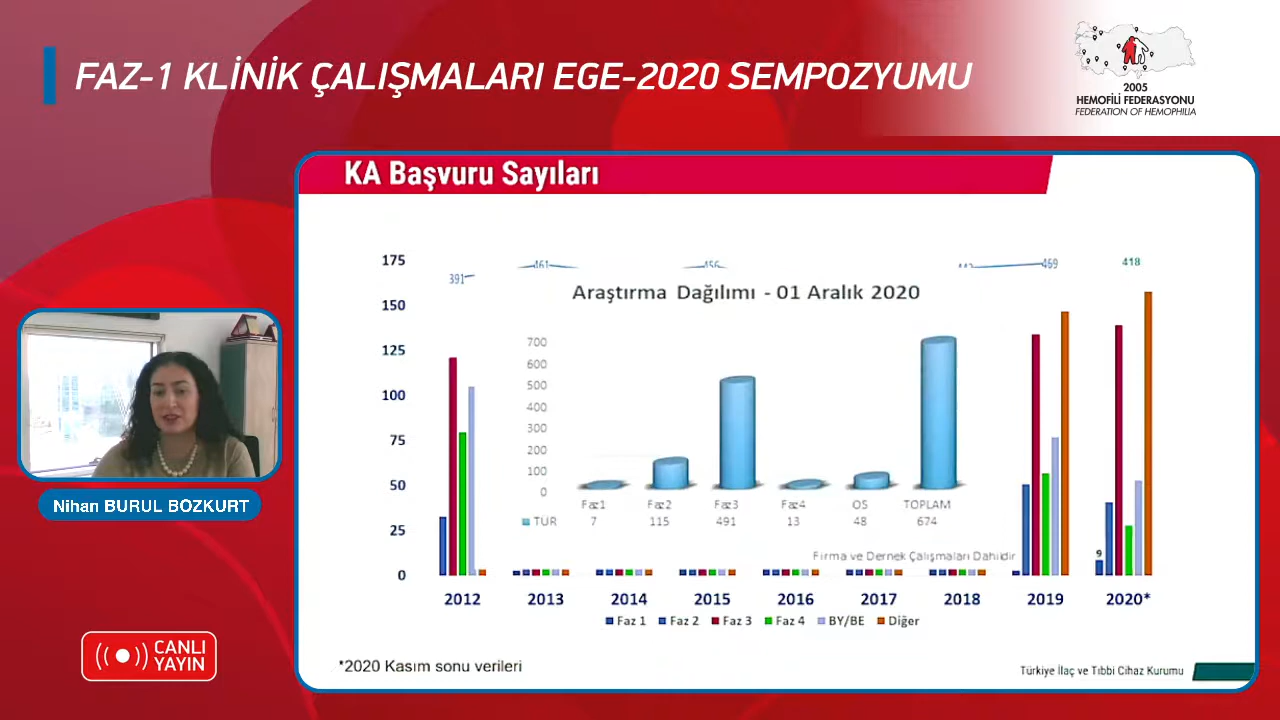 FAZ-1 KLİNİK ÇALIŞMALARI EGE-2020 SEMPOZYUMU
2005
HEMOFİLİ FEDERASYONU
FEDERATION OF HEMOPHILIA
KA Başvuru Sayıları
175
150
125
100
75
50
25
0
391
461
456
469
418
Araştırma Dağılımı - 01 Aralık 2020
700
600
500
400
300
200
100
0
Faz1 Faz2 Faz3 Faz4 OS TOPLAM
TÜR 7 115 491 13 48 674
Firma ve Dernek Çalışmaları Dahildir
9
2012 2013 2014 2015 2016 2017 2018 2019 2020*
Faz 1 Faz 2 Faz 3 Faz 4 BY/BE Diğer
*2020 Kasım sonu verileri
Türkiye İlaç ve Tıbbi Cihaz Kurumu
Nihan BURUL BOZKURT
CANLI
YAYIN